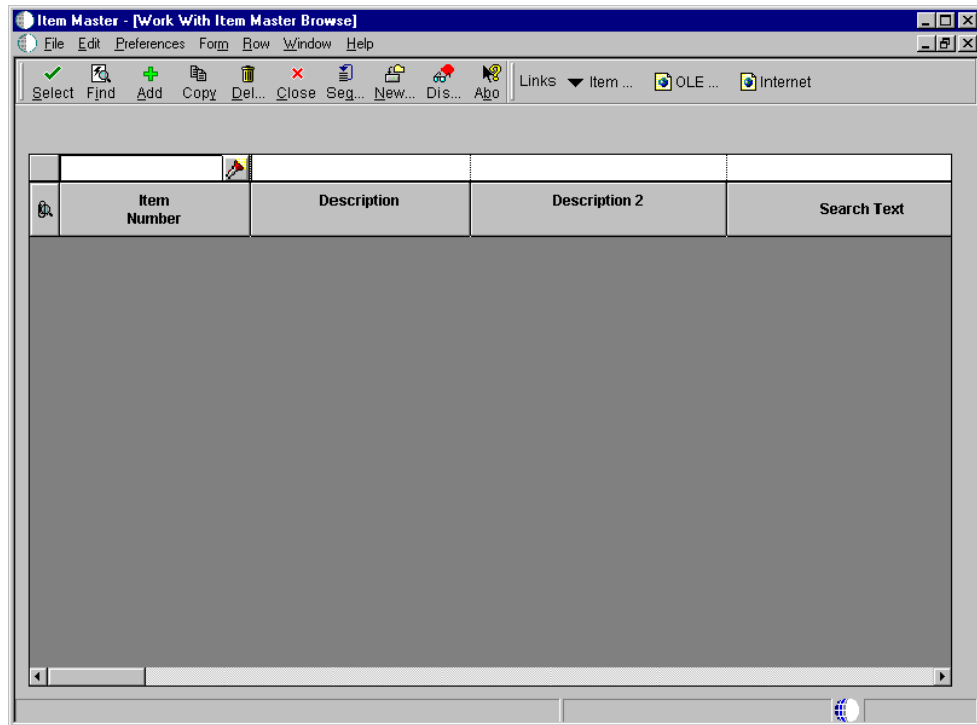 Item Master - [Work With Item Master Browse]
File Edit Preferences Form Row Window Help
Select Find Add Copy Del... Close Seq... New... Dis... Abo Links Item ... OLE ... Internet
Item Number Description Description 2 Search Text